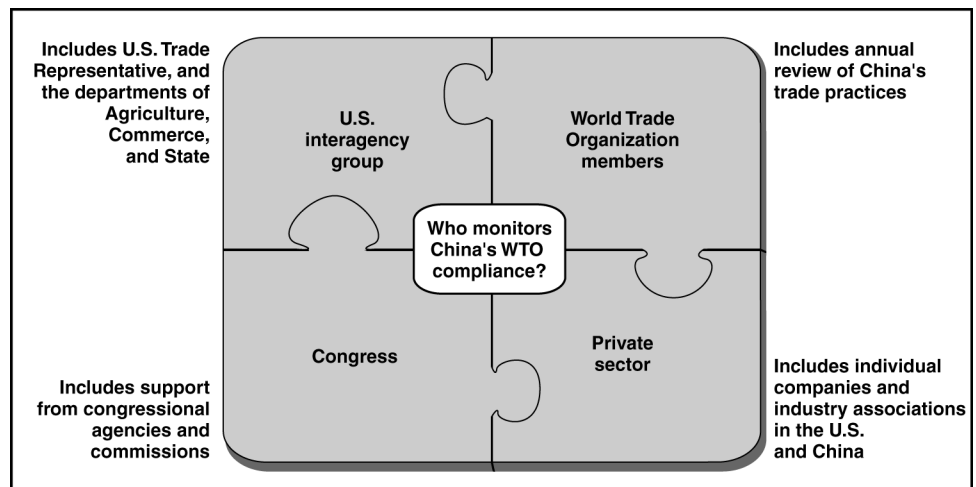 Includes U.S. Trade
Representative, and
the departments of
Agriculture,
Commerce,
and State
U.S.
interagency
group
World Trade
Organization
members
Includes annual
review of China's
trade practices
Who monitors
China's WTO
compliance?
Includes support
from congressional
agencies and
commissions
Congress
Private
sector
Includes individual
companies and
industry associations
in the U.S.
and China